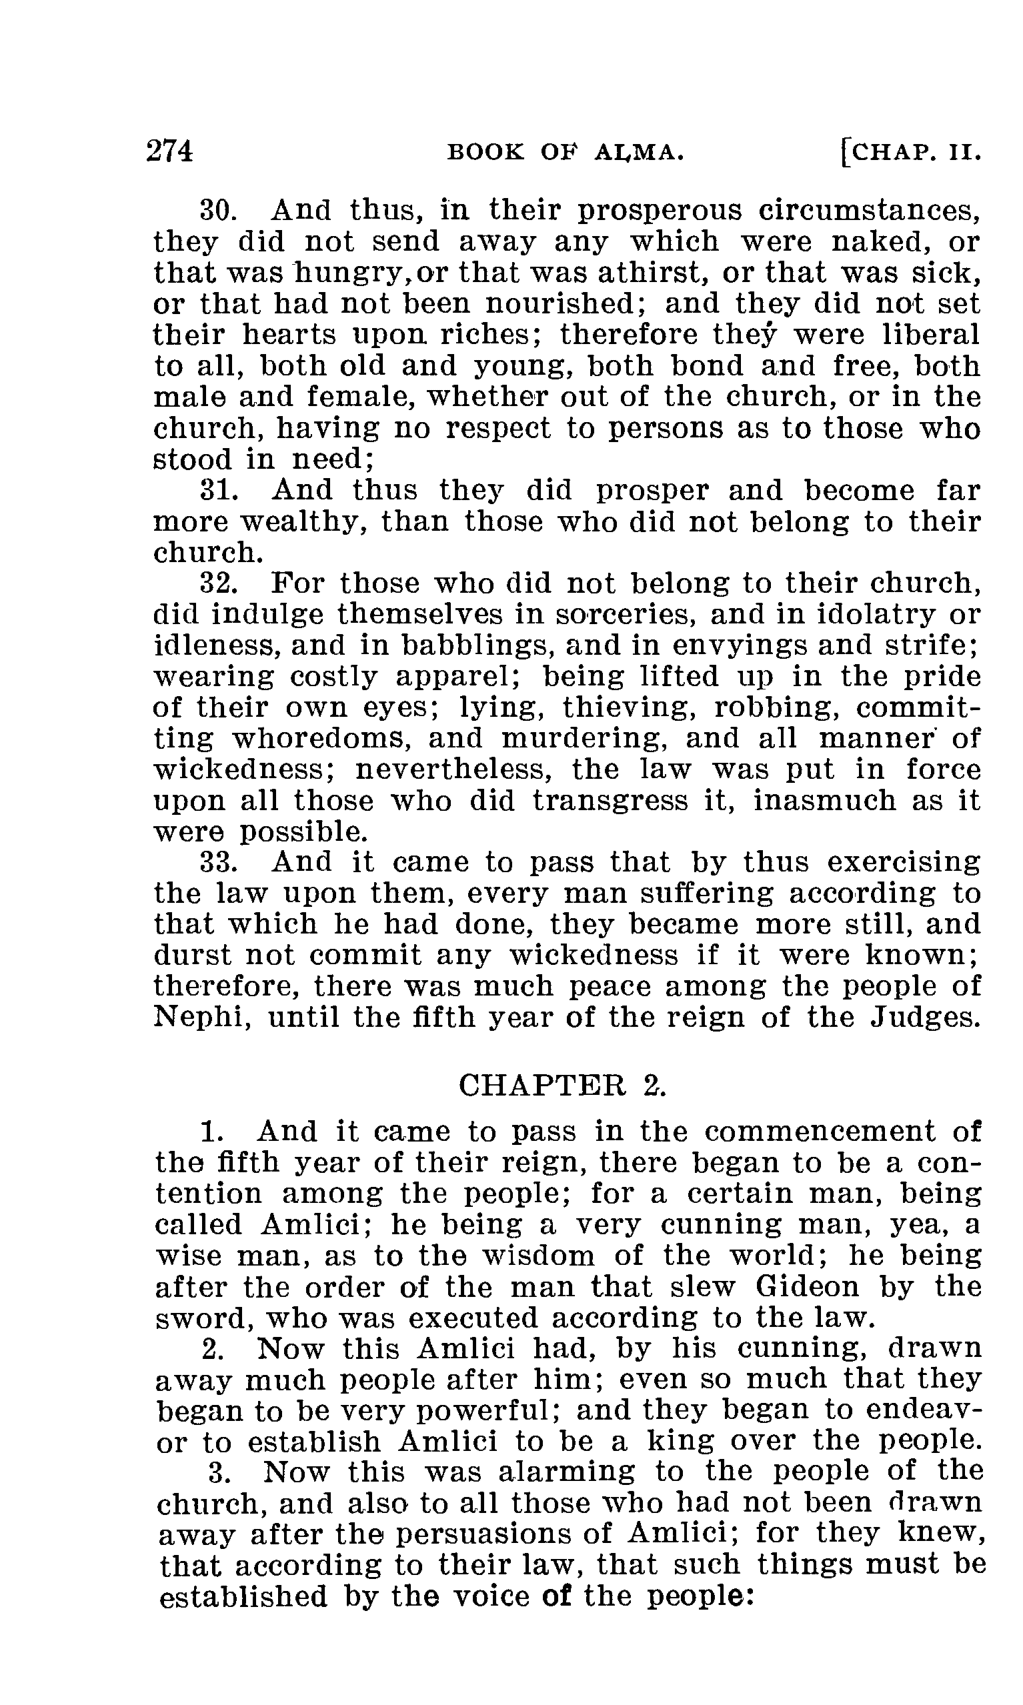 274 BOOK OF ALMA. [CHAP. II.
30. And thus, in their prosperous circumstances,
they did not send away any which were naked, or
that was hungry, or that was athirst, or that was sick,
or that had not been nourished; and they did not set
their hearts upon riches; therefore they were liberal
to all, both old and young, both bond and free, both
male and female, whether out of the church, or in the
church, having no respect to persons as to those who
stood in need;
31. And thus they did prosper and become far
more wealthy, than those who did not belong to their
church.
32. For those who did not belong to their church,
did indulge themselves in sorceries, and in idolatry or
idleness, and in babblings, and in envyings and strife;
wearing costly apparel; being lifted up in the pride
of their own eyes; lying, thieving, robbing, commit-
ting whoredoms, and murdering, and all manner of
wickedness; nevertheless, the law was put in force
upon all those who did transgress it, inasmuch as it
were possible.
33. And it came to pass that by thus exercising
the law upon them, every man suffering according to
that which he had done, they became more still, and
durst not commit any wickedness if it were known;
therefore, there was much peace among the people of
Nephi, until the fifth year of the reign of the Judges.
CHAPTER 2.
1. And it came to pass in the commencement of
the fifth year of their reign, there began to be a con-
tention among the people; for a certain man, being
called Amlici; he being a very cunning man, yea, a
wise man, as to the wisdom of the world; he being
after the order of the man that slew Gideon by the
sword, who was executed according to the law.
2. Now this Amlici had, by his cunning, drawn
away much people after him; even so much that they
began to be very powerful; and they began to endeav-
or to establish Amlici to be a king over the people.
3. Now this was alarming to the people of the
church, and also to all those who had not been drawn
away after the persuasions of Amlici; for they knew,
that according to their law, that such things must be
established by the voice of the people: